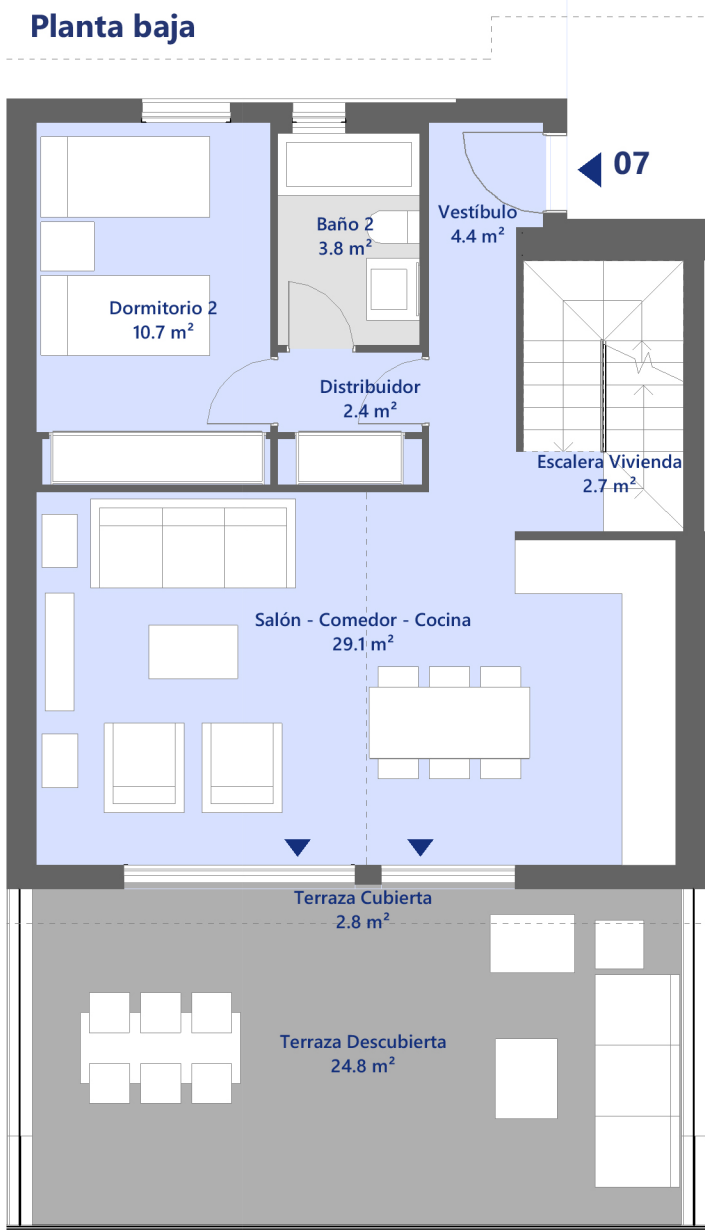 Planta baja
07
Baño 2
3.8 m²
Vestíbulo
4.4 m²
Dormitorio 2
10.7 m²
Distribuidor
2.4 m²
Escalera Vivienda
2.7 m²
Salón - Comedor - Cocina
29.1 m²
Terraza Cubierta
2.8 m²
Terraza Descubierta
24.8 m²